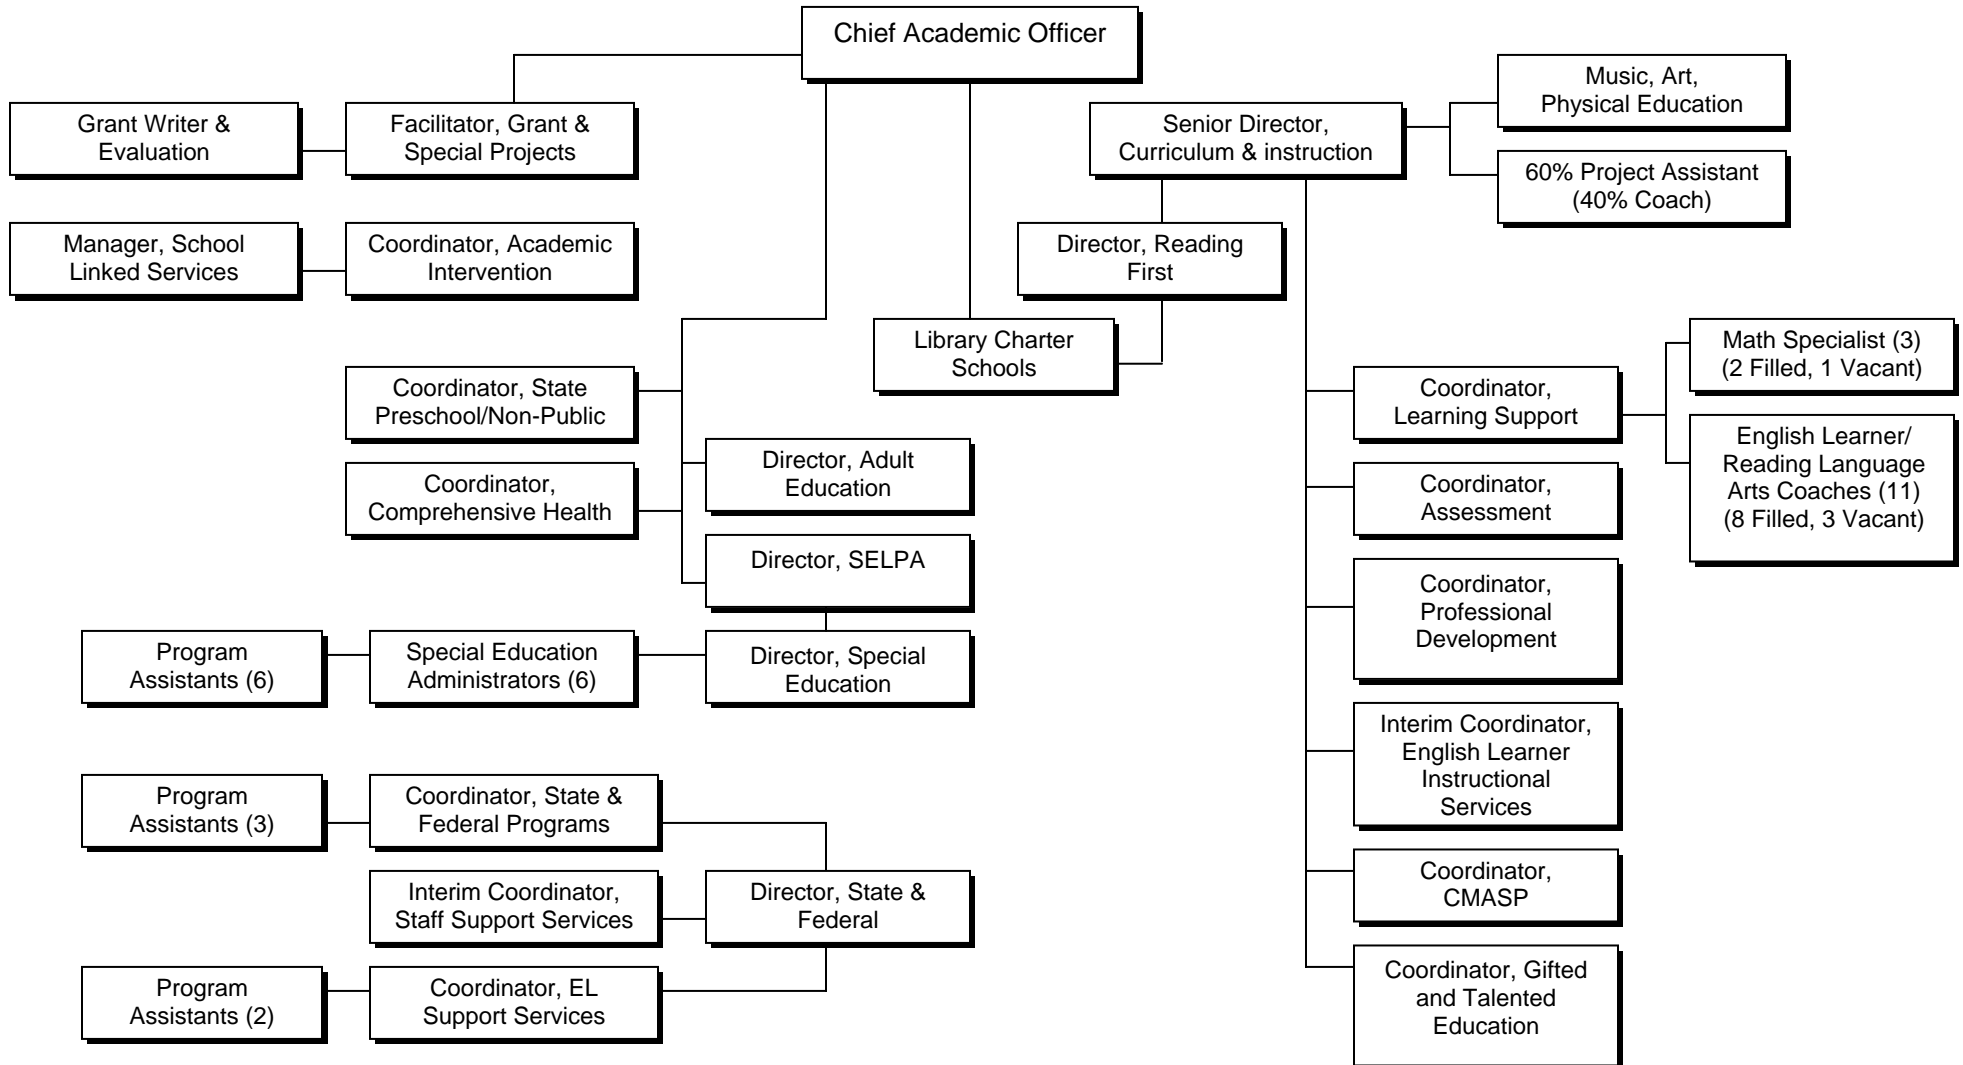 Chief Academic Officer
Grant Writer &
Evaluation
Facilitator, Grant &
Special Projects
Senior Director,
Curriculum & instruction
Music, Art,
Physical Education
60% Project Assistant
(40% Coach)
Manager, School
Linked Services
Coordinator, Academic
Intervention
Director, Reading
First
Library Charter
Schools
Coordinator, State
Preschool/Non-Public
Coordinator,
Comprehensive Health
Director, Adult
Education
Director, SELPA
Program
Assistants (6)
Special Education
Administrators (6)
Director, Special
Education
Program
Assistants (3)
Coordinator, State &
Federal Programs
Interim Coordinator,
Staff Support Services
Director, State &
Federal
Program
Assistants (2)
Coordinator, EL
Support Services
Coordinator,
Learning Support
Math Specialist (3)
(2 Filled, 1 Vacant)
English Learner/
Reading Language
Arts Coaches (11)
(8 Filled, 3 Vacant)
Coordinator,
Assessment
Coordinator,
Professional
Development
Interim Coordinator,
English Learner
Instructional
Services
Coordinator,
CMASP
Coordinator, Gifted
and Talented
Education